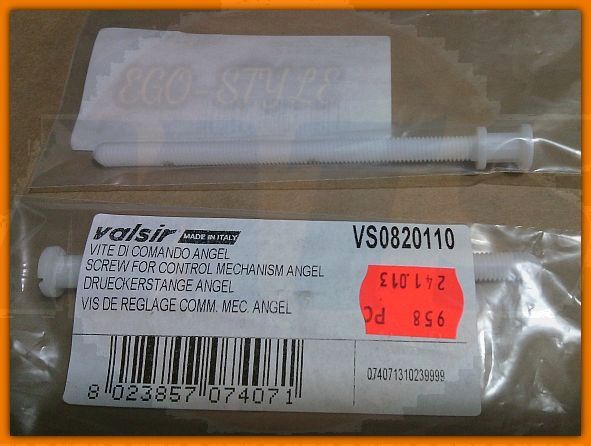 EGO-STYLE
valsir MADE IN ITALY VS0820110
VITE DI COMANDO ANGEL
SCREW FOR CONTROL MECHANISM ANGEL
DRUECKERSTANGE ANGEL
VIS DE REGLAGE COMM. MEC. ANGEL
241.013
958 PC
074071310239999
8 023857 074071